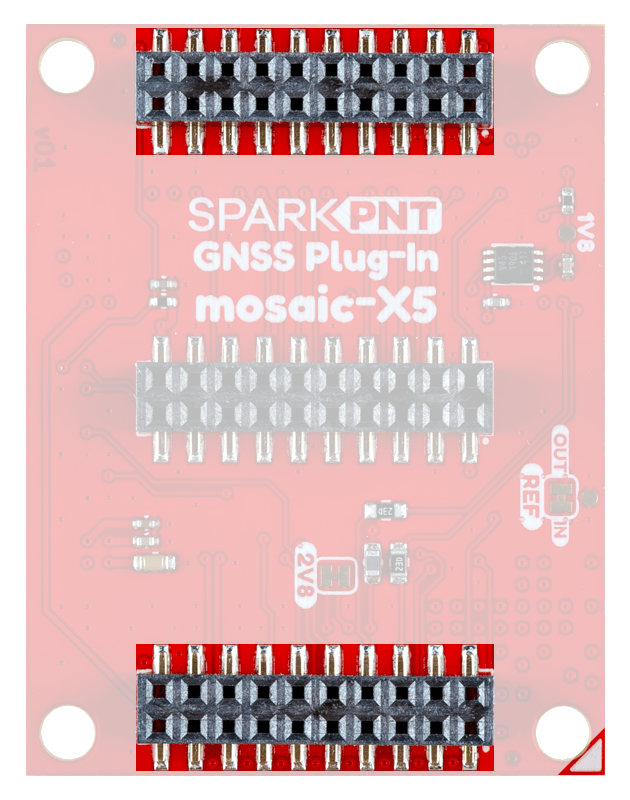 v01
SPARKPNT
GNSS Plug-In
mosaic-X5
1V8
OUT
REF
IN
2V8